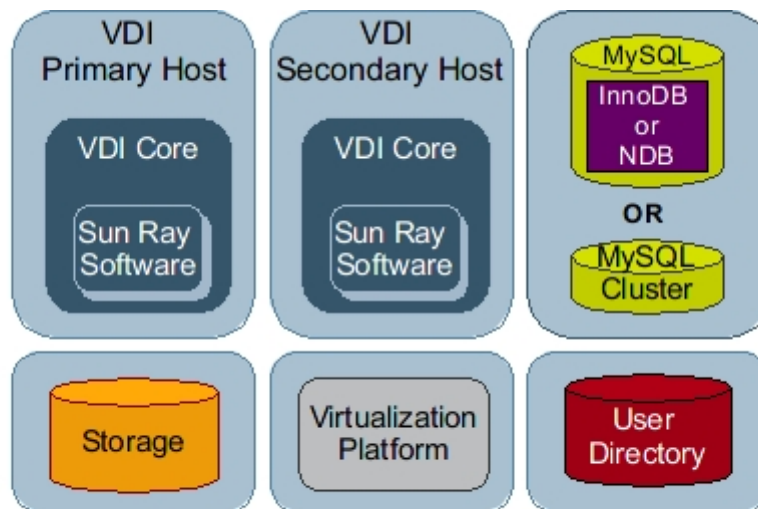 VDI
Primary Host
VDI Core
Sun Ray
Software
VDI
Secondary Host
VDI Core
Sun Ray
Software
MySQL
InnoDB
or
NDB
OR
MySQL
Cluster
Storage
Virtualization
Platform
User
Directory